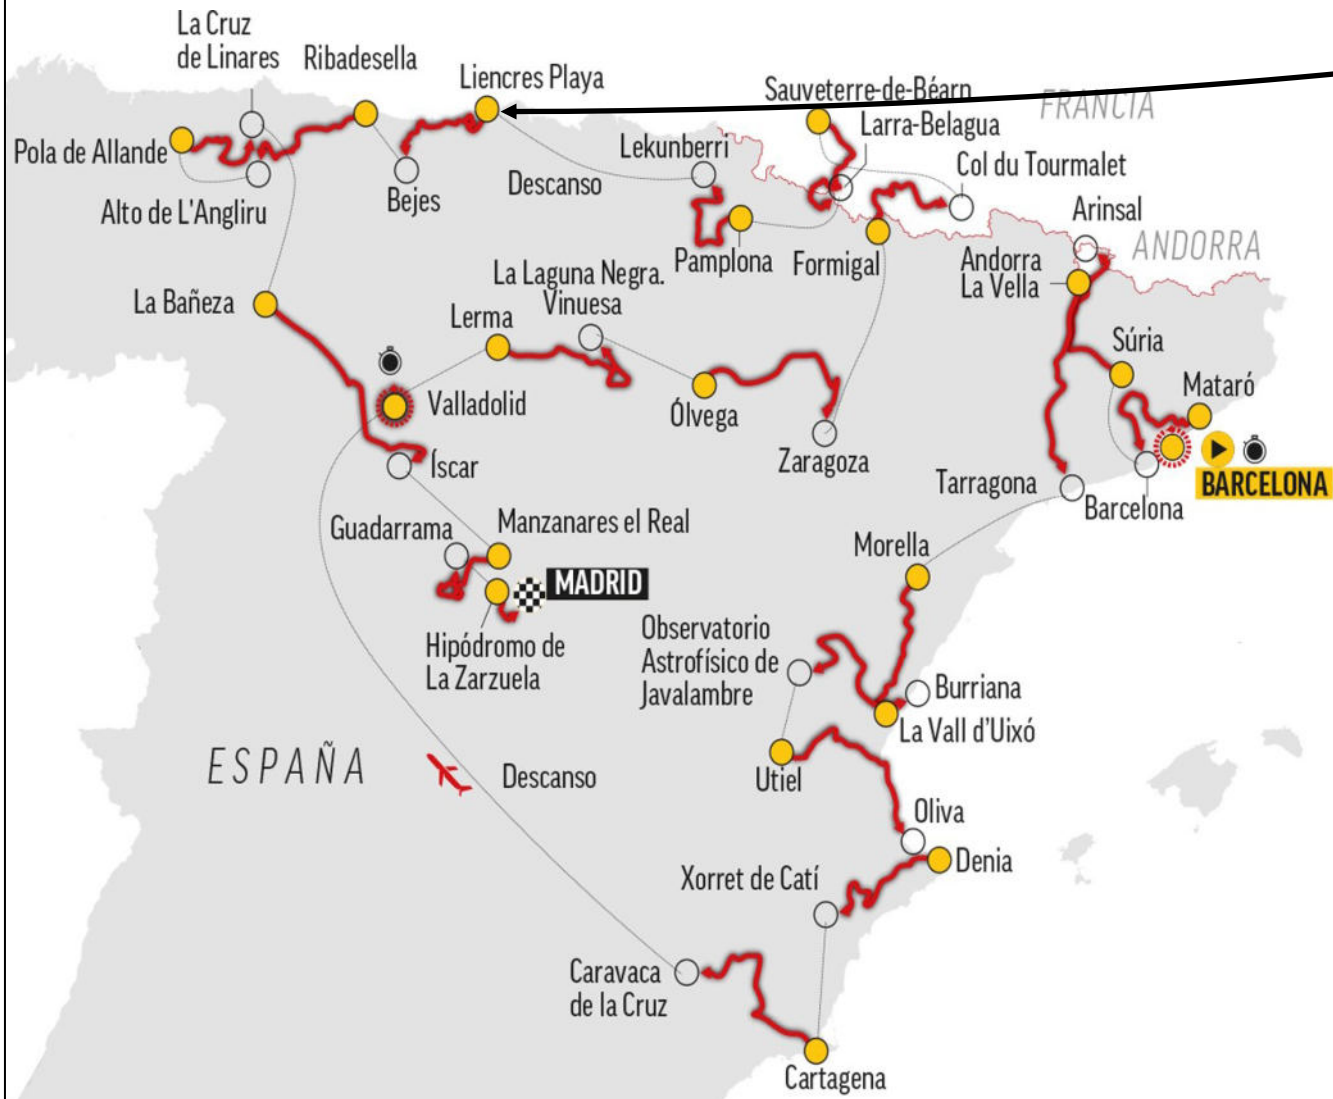 La Cruz
de Linares
Ribadesella
Liencres Playa
Sauveterre-de-Béarn
FRANCIA
Larra-Belagua
Pola de Allande
Lekunberri
Col du Tourmalet
Descanso
Bejes
Alto de L'Angliru
Arinsal
ANDORRA
Pamplona
Formigal
Andorra
La Vella
La Laguna Negra.
Vinuesa
La Bañeza
Lerma
Súria
Mataró
Valladolid
Ólvega
Zaragoza
Íscar
Tarragona
BARCELONA
Barcelona
Guadarrama
Manzanares el Real
Morella
MADRID
Hipódromo de
La Zarzuela
Observatorio
Astrofísico de
Javalambre
Burriana
La Vall d'Uixó
ESPAÑA
Descanso
Utiel
Oliva
Denia
Xorret de Catí
Caravaca
de la Cruz
Cartagena